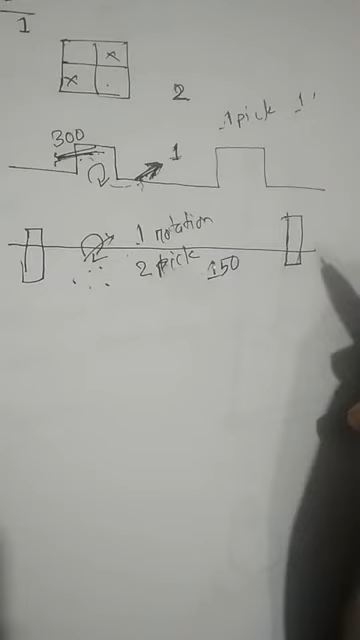 1
x
x
2
1 pick 1
300
1
1 rotation
2 pick 150